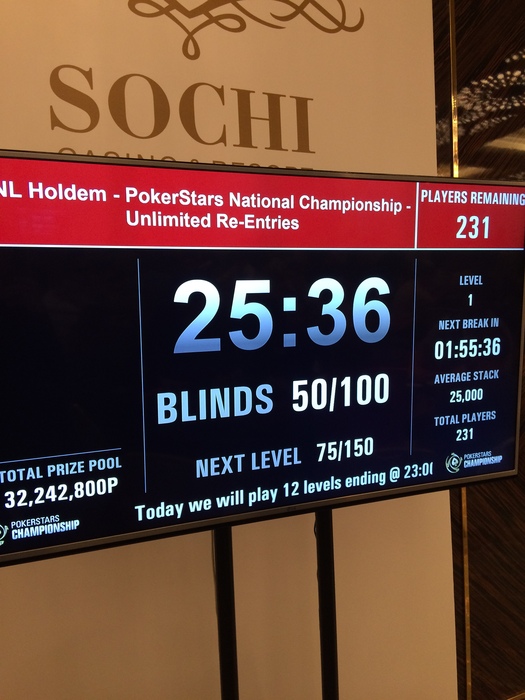 SOCHI
CASINO & RESORT
NL Holdem - PokerStars National Championship -
Unlimited Re-Entries
PLAYERS REMAINING
231
25:36
BLINDS 50/100
NEXT LEVEL 75/150
LEVEL
1
NEXT BREAK IN
01:55:36
AVERAGE STACK
25,000
TOTAL PLAYERS
231
TOTAL PRIZE POOL
32,242,800P
POKERSTARS
CHAMPIONSHIP
Today we will play 12 levels ending @ 23:0
POKERSTARS
CHAMPIONSHIP